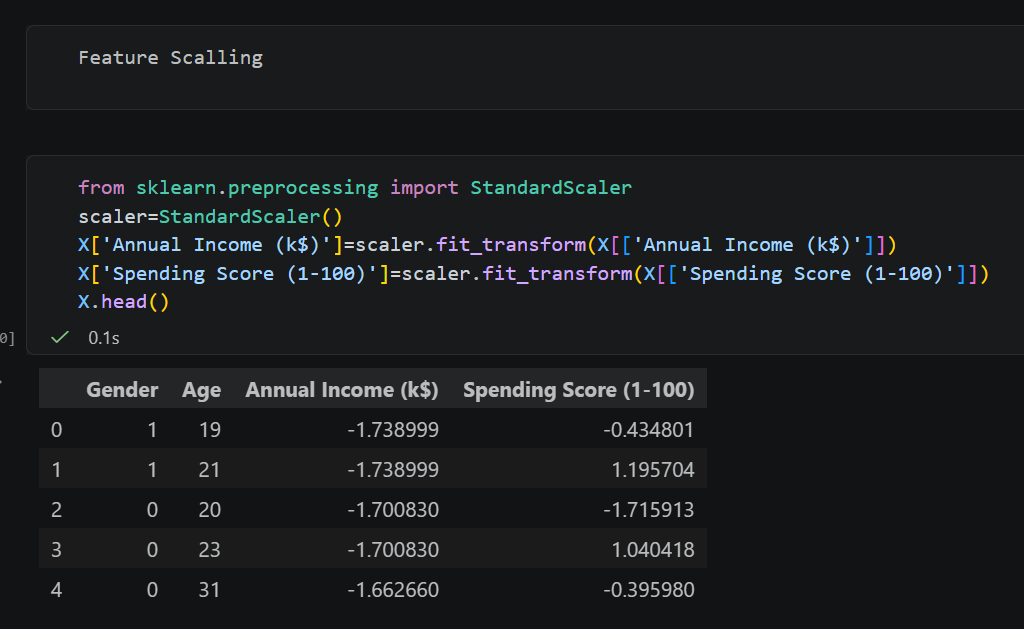 Feature Scalling
from sklearn.preprocessing import StandardScaler
scaler=StandardScaler()
X['Annual Income (k$)']=scaler.fit_transform(X[['Annual Income (k$)']])
X['Spending Score (1-100)']=scaler.fit_transform(X[['Spending Score (1-100)']])
X.head()
0] ✓ 0.1s
Gender Age Annual Income (k$) Spending Score (1-100)
0 1 19 -1.738999 -0.434801
1 1 21 -1.738999 1.195704
2 0 20 -1.700830 -1.715913
3 0 23 -1.700830 1.040418
4 0 31 -1.662660 -0.395980